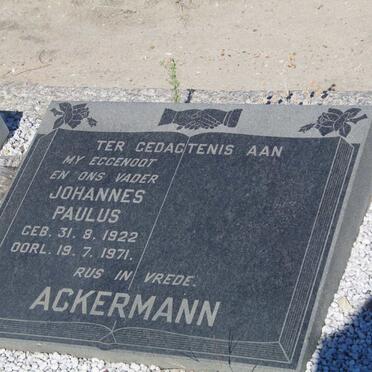 TER GEDAGTENIS AAN
MY EGGENOOT
EN ONS VADER
JOHANNES
PAULUS
GEB. 31. 8. 1922
OORL. 19. 7. 1971.
RUS IN VREDE.
ACKERMANN